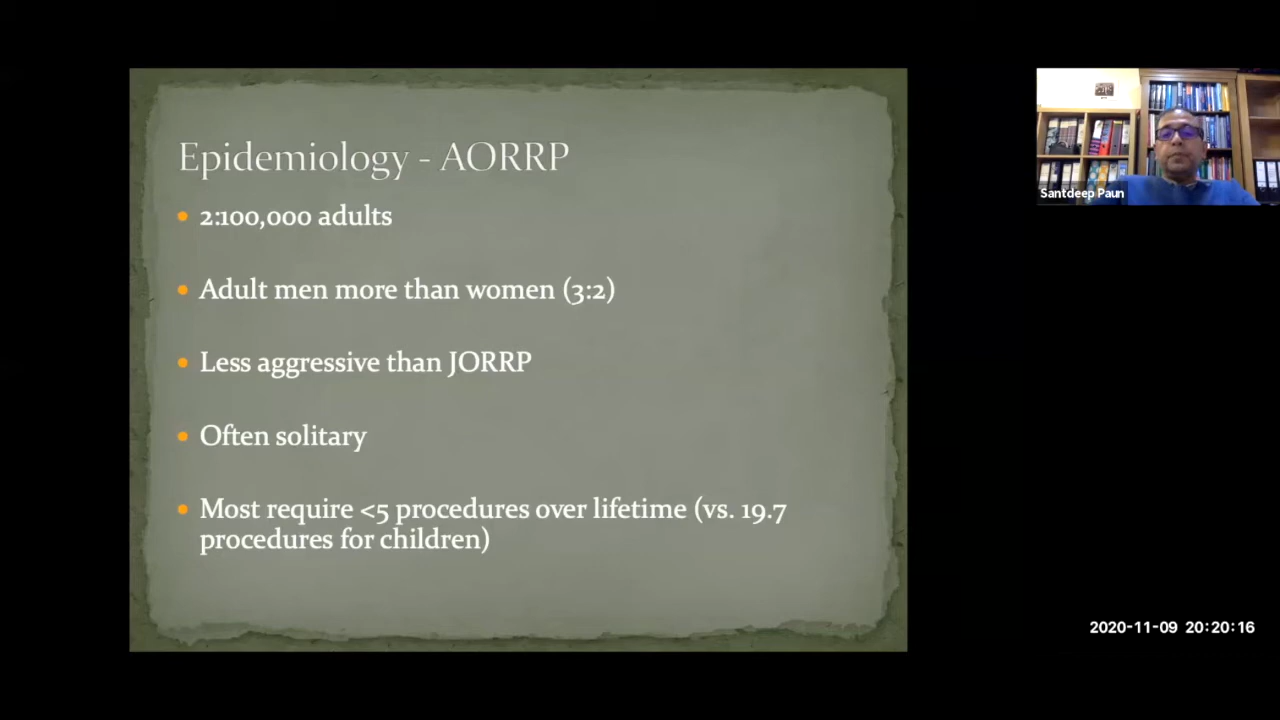 Epidemiology - AORRP
• 2:100,000 adults
• Adult men more than women (3:2)
• Less aggressive than JORRP
• Often solitary
• Most require <5 procedures over lifetime (vs. 19.7
procedures for children)
Santdeep Paun
2020-11-09 20:20:16